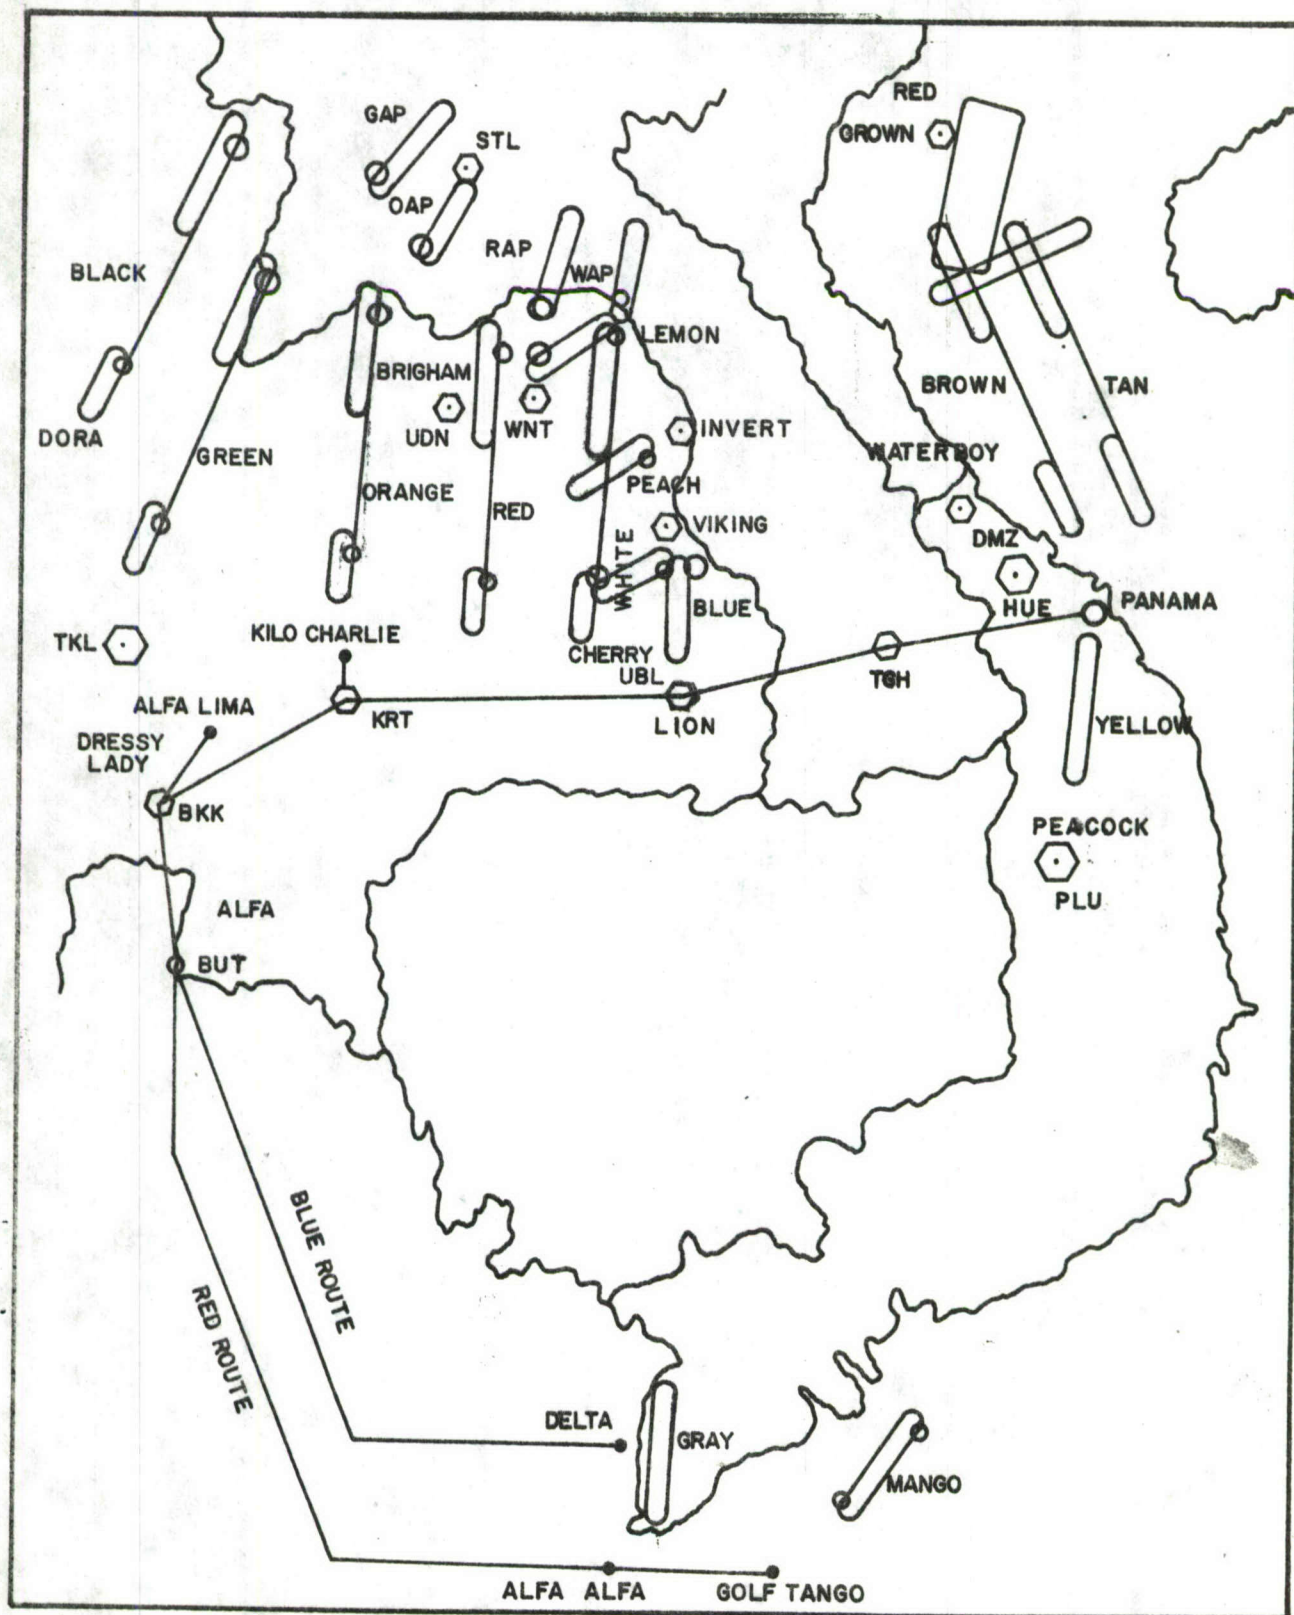 RED
GAP
CROWN
STL
OAP
RAP
WAP
BLACK
LEMON
BRIGHAM
BROWN
TAN
DORA
UDN
WNT
INVERT
GREEN
WATERBOY
ORANGE
RED
PEACH
VIKING
DMZ
WHITE
BLUE
HUE
PANAMA
TKL
KILO CHARLIE
CHERRY
UBL
TCH
ALFA LIMA
KRT
LION
YELLOW
DRESSY
LADY
BKK
PEACOCK
PLU
ALFA
BUT
BLUE ROUTE
RED ROUTE
DELTA
GRAY
MANGO
ALFA ALFA
GOLF TANGO